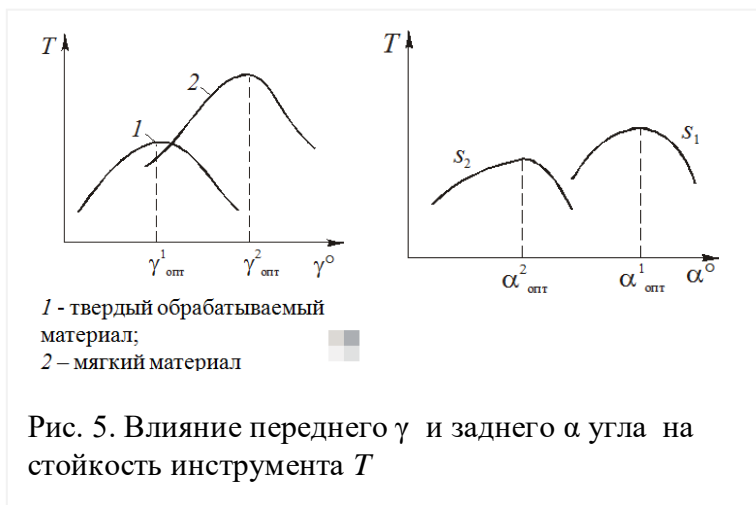 T
1
2
γ¹опт
γ²опт
γ°
T
s₂
s₁
α²опт
α¹опт
α°
1 - твердый обрабатываемый
материал;
2 – мягкий материал
Рис. 5. Влияние переднего γ и заднего α угла на
стойкость инструмента T